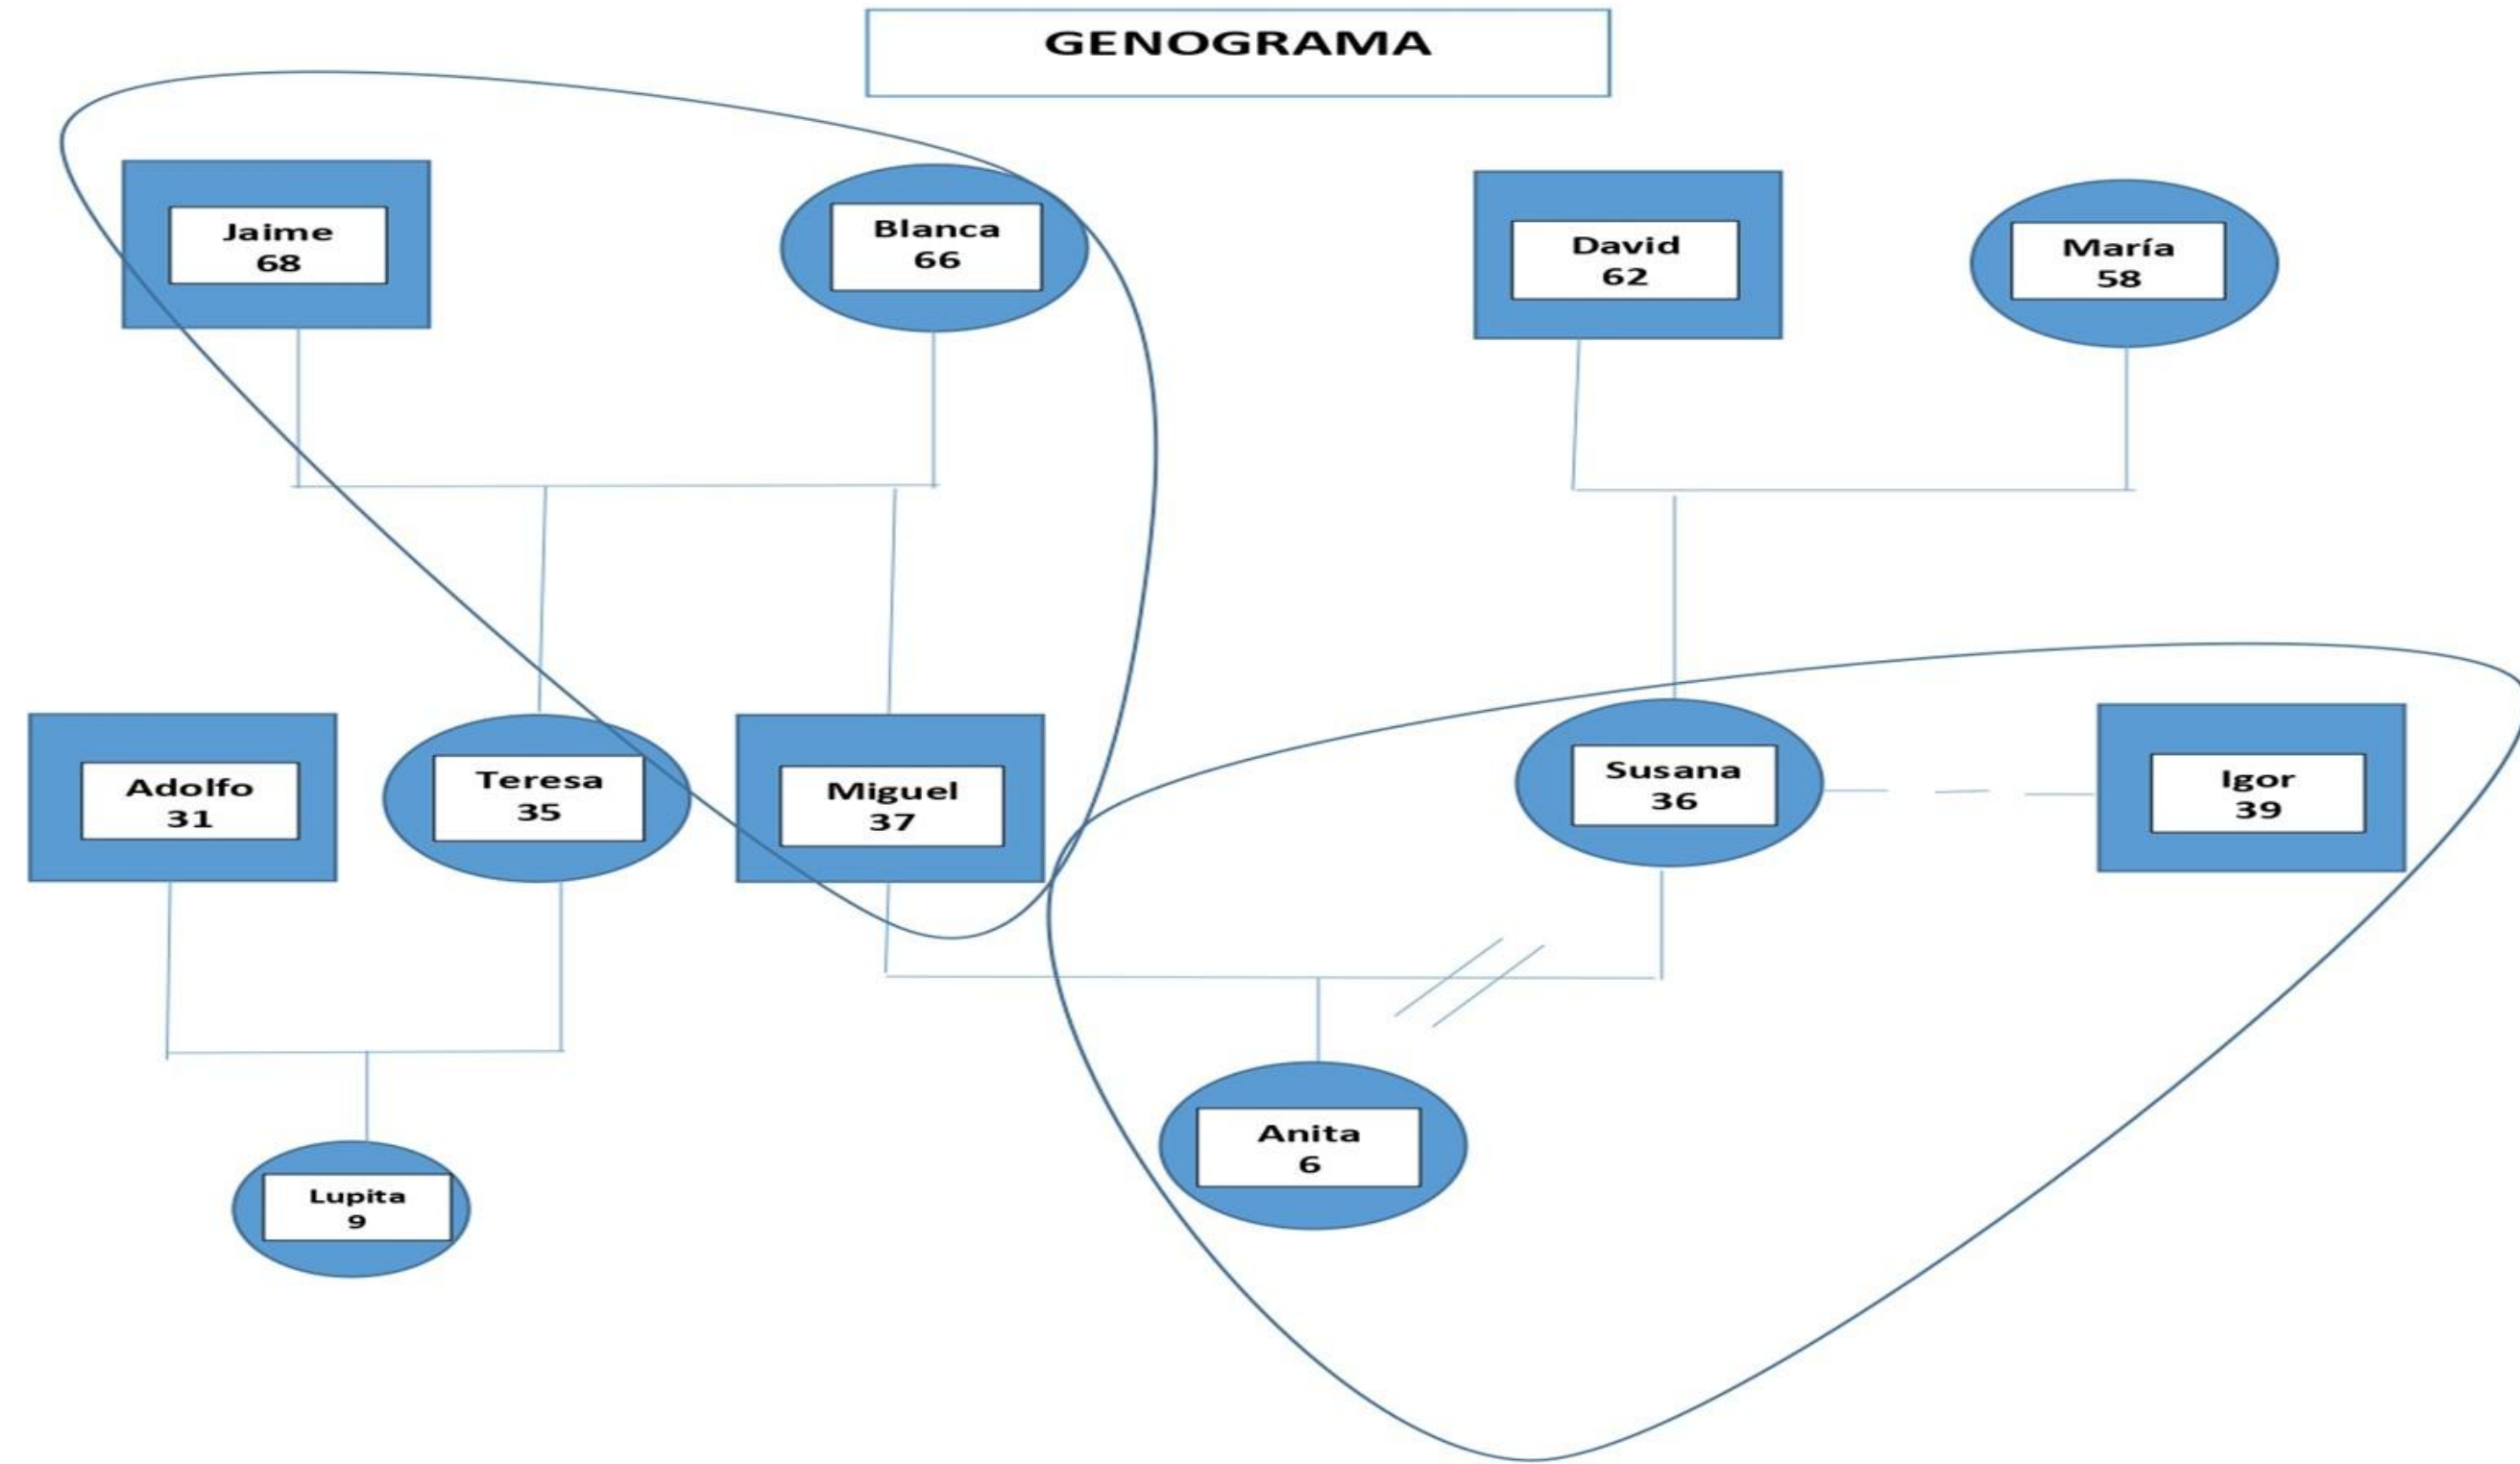 GENOGRAMA
Jaime
68
Blanca
66
David
62
María
58
Adolfo
31
Teresa
35
Miguel
37
Susana
36
Igor
39
Anita
6
Lupita
9